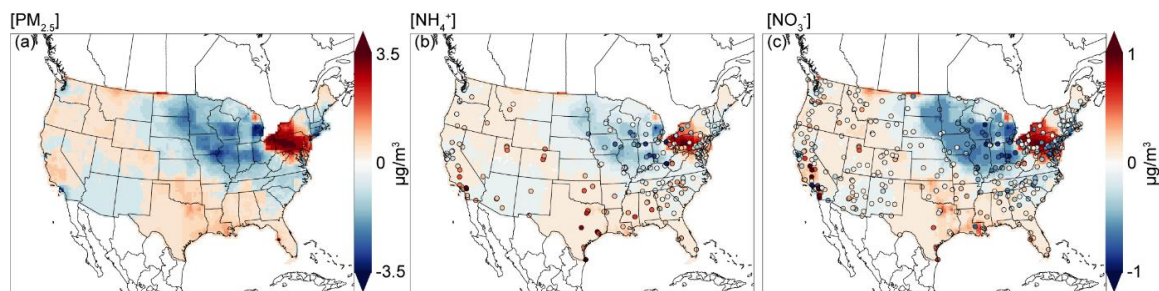 [PM₂.₅]
(a)
3.5
0
-3.5
µg/m³
[NH₄⁺]
(b)
[NO₃⁻]
(c)
1
0
-1
µg/m³